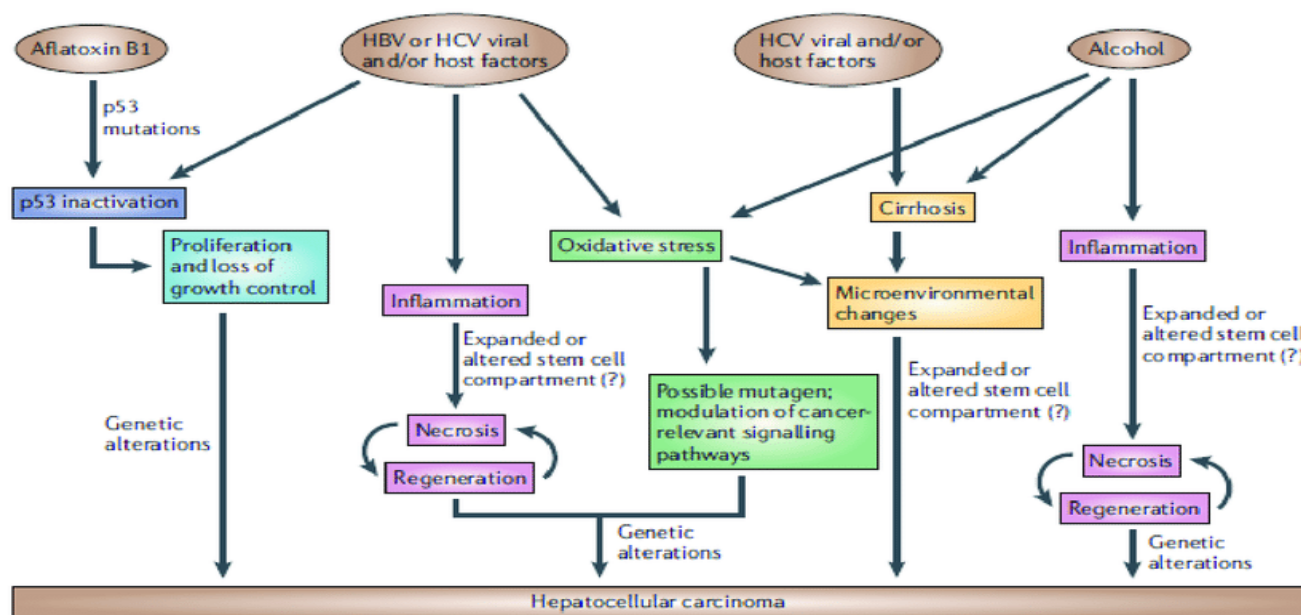 Aflatoxin B1
HBV or HCV viral
and/or host factors
HCV viral and/or
host factors
Alcohol
p53
mutations
p53 inactivation
Cirrhosis
Proliferation
and loss of
growth control
Oxidative stress
Inflammation
Inflammation
Microenvironmental
changes
Expanded or
altered stem cell
compartment (?)
Expanded or
altered stem cell
compartment (?)
Expanded or
altered stem cell
compartment (?)
Possible mutagen;
modulation of cancer-
relevant signalling
pathways
Genetic
alterations
Necrosis
Regeneration
Necrosis
Regeneration
Genetic
alterations
Genetic
alterations
Hepatocellular carcinoma